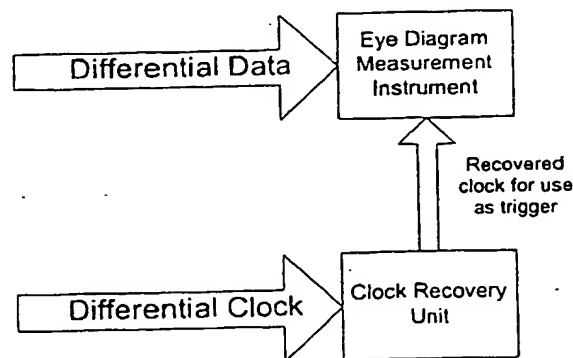 Differential Data
Eye Diagram
Measurement
Instrument
Recovered
clock for use
as trigger
Differential Clock
Clock Recovery
Unit